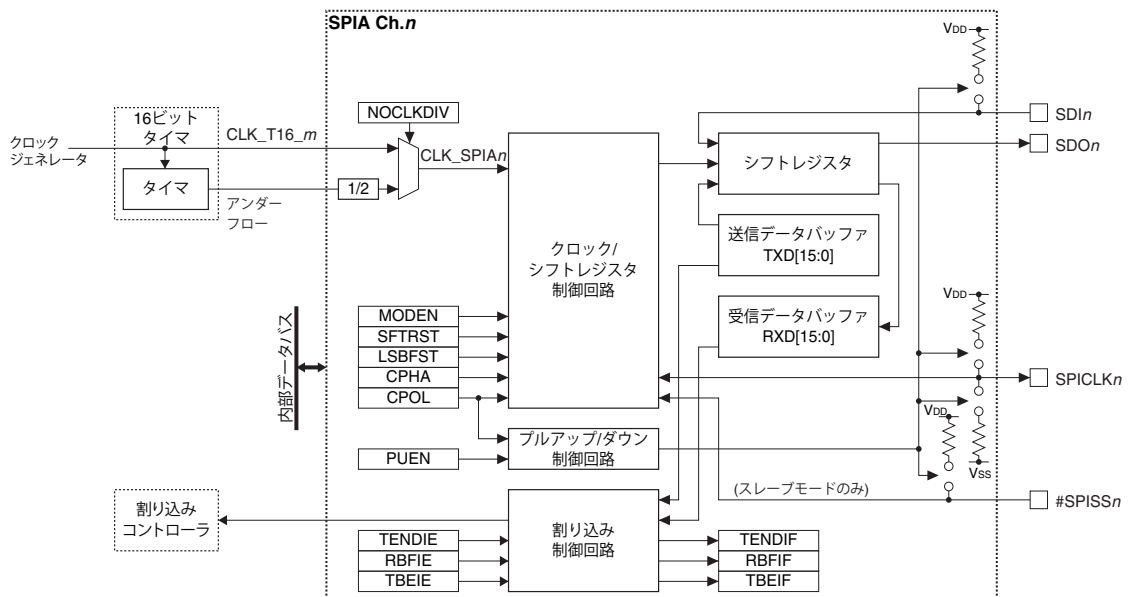 SPIA Ch.n
VDD
NOCLKDIV
16ビット
タイマ
CLK_T16_m
クロック
ジェネレータ
CLK_SPIAn
タイマ
1/2
アンダー
フロー
シフトレジスタ
SDIn
SDOn
送信データバッファ
TXD[15:0]
クロック/
シフトレジスタ
制御回路
受信データバッファ
RXD[15:0]
VDD
内部データバス
MODEN
SFTRST
LSBFST
CPHA
CPOL
SPICLKn
VDD
プルアップ/ダウン
制御回路
PUEN
VSS
(スレーブモードのみ)
#SPISSn
割り込み
コントローラ
割り込み
制御回路
TENDIE
RBFIE
TBEIE
TENDIF
RBFIF
TBEIF